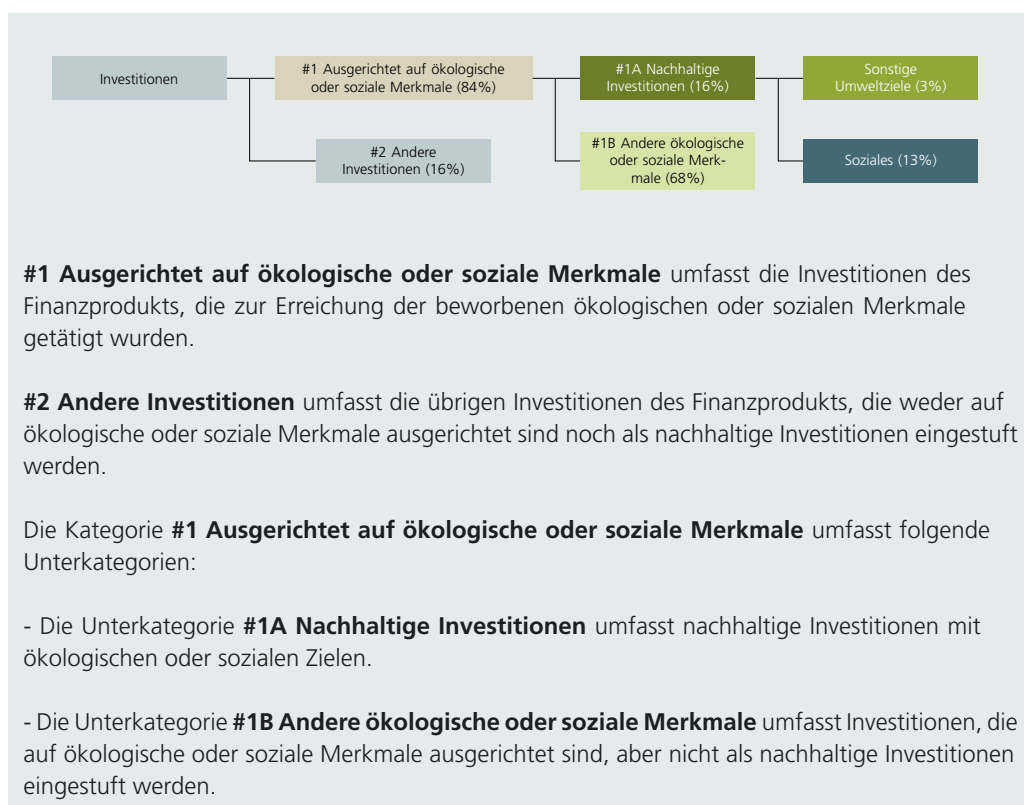 Investitionen
#1 Ausgerichtet auf ökologische
oder soziale Merkmale (84%)
#1A Nachhaltige
Investitionen (16%)
Sonstige
Umweltziele (3%)
#2 Andere
Investitionen (16%)
#1B Andere ökologische
oder soziale Merk-
male (68%)
Soziales (13%)
#1 Ausgerichtet auf ökologische oder soziale Merkmale umfasst die Investitionen des
Finanzprodukts, die zur Erreichung der beworbenen ökologischen oder sozialen Merkmale
getätigt wurden.
#2 Andere Investitionen umfasst die übrigen Investitionen des Finanzprodukts, die weder auf
ökologische oder soziale Merkmale ausgerichtet sind noch als nachhaltige Investitionen eingestuft
werden.
Die Kategorie #1 Ausgerichtet auf ökologische oder soziale Merkmale umfasst folgende
Unterkategorien:
- Die Unterkategorie #1A Nachhaltige Investitionen umfasst nachhaltige Investitionen mit
ökologischen oder sozialen Zielen.
- Die Unterkategorie #1B Andere ökologische oder soziale Merkmale umfasst Investitionen, die
auf ökologische oder soziale Merkmale ausgerichtet sind, aber nicht als nachhaltige Investitionen
eingestuft werden.